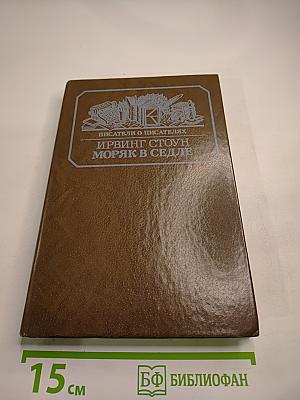 ПИСАТЕЛИ О ПИСАТЕЛЯХ
ИРВИНГ СТОУН
МОРЯК В СЕДЛЕ
15 см
БФ БИБЛИОФАН